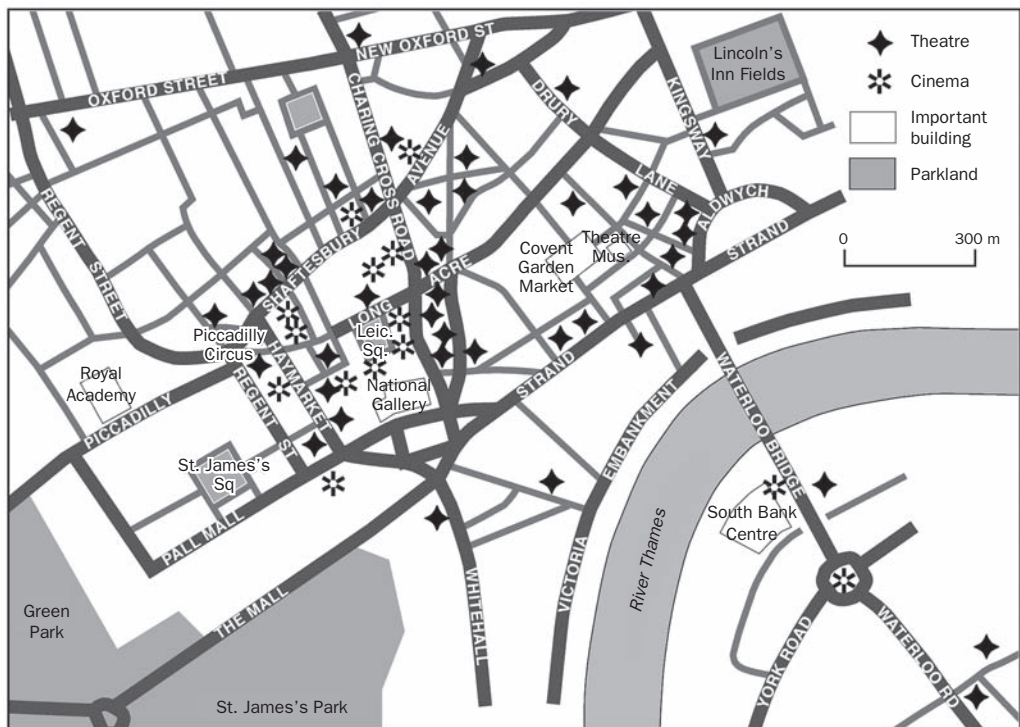 NEW OXFORD ST
OXFORD STREET
CHARING CROSS ROAD
AVENUE
DRURY
LANE
KINGSWAY
Lincoln's
Inn Fields
Theatre
Cinema
Important
building
Parkland
0
300 m
REGENT STREET
SHAFTESBURY
LONG
ACRE
Covent
Garden
Market
Theatre
Mus.
ALDWYCH
STRAND
Piccadilly
Circus
Leic.
Sq.
HAYMARKET
Royal
Academy
PICCADILLY
REGENT ST
National
Gallery
STRAND
St. James's
Sq
PALL MALL
EMBANKMENT
VICTORIA
WATERLOO BRIDGE
South Bank
Centre
River Thames
WHITEHALL
THE MALL
Green
Park
St. James's Park
YORK ROAD
WATERLOO RD